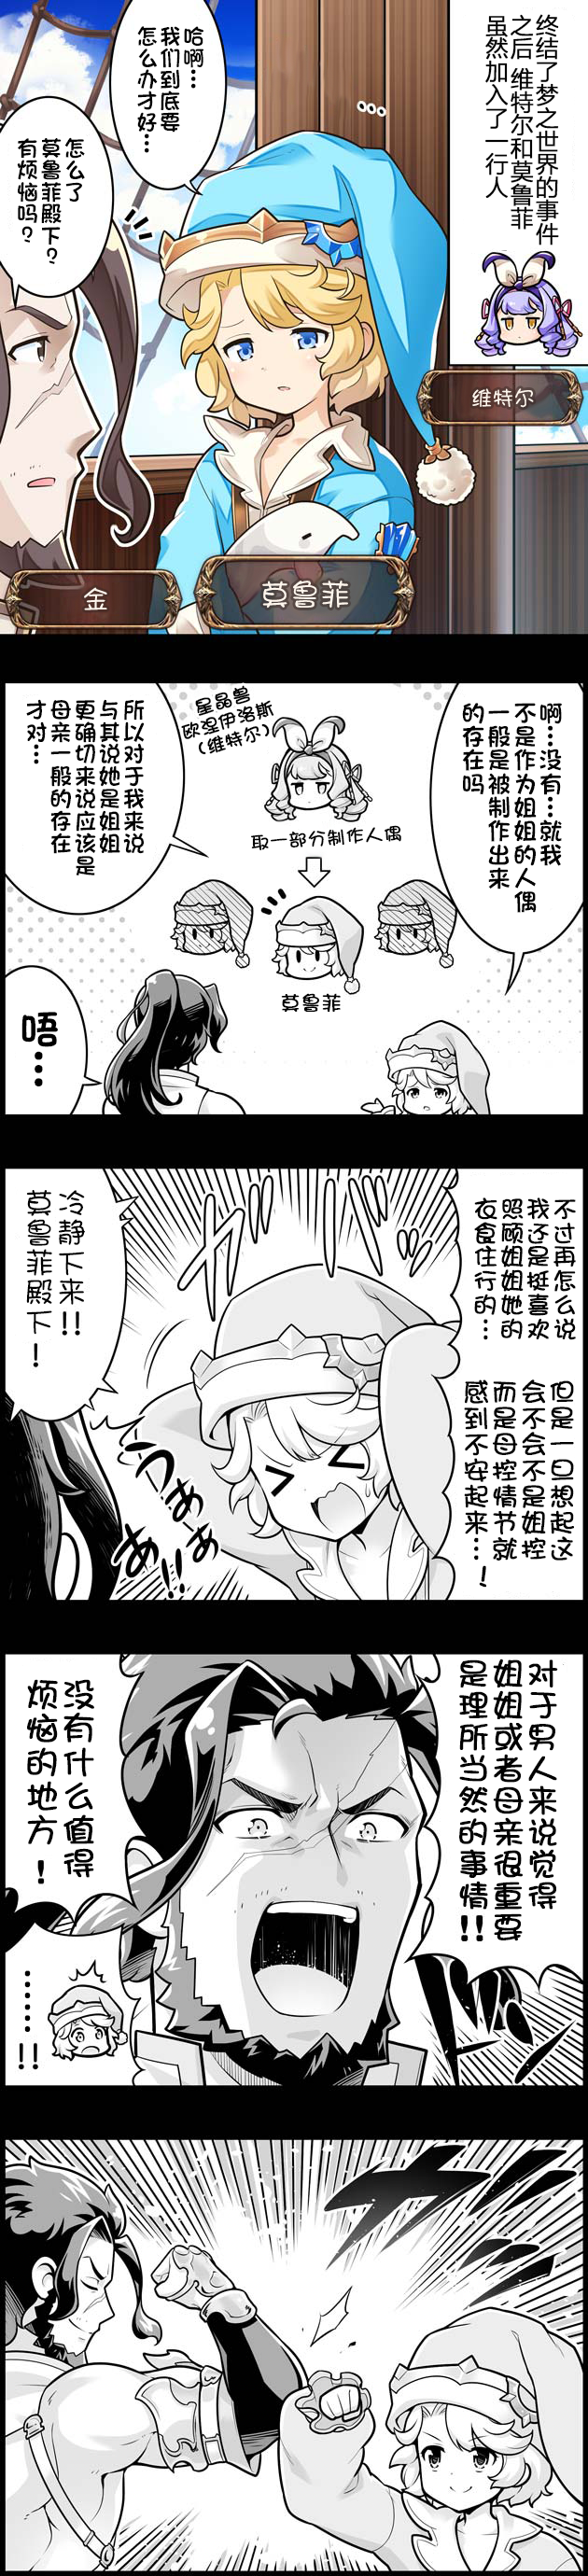 终结了梦之世界的事件
之后 维特尔和莫鲁菲
虽然加入了一行人
维特尔
…
哈啊…
我们到底要
怎么办才好…
怎么了
莫鲁菲殿下？
有烦恼吗？
莫鲁菲
金
啊…没有…就我
不是作为姐姐的人偶
一般是被制作出来
的存在吗
星晶兽
欧涅伊洛斯
（维特尔）
取一部分制作人偶
莫鲁菲
所以对于我来说
与其说她是姐姐
更确切来说应该是
母亲一般的存在
才对…
唔…
不过再怎么说
我还是挺喜欢
照顾姐姐她的
衣食住行的…
但是一旦想起这
会不会不是姐控
而是母控情节就
感到不安起来…！
ガバッ
うああ
あ!!
冷静下来!!
莫鲁菲殿下！
对于男人来说觉得
姐姐或者母亲很重要
是理所当然的事情!!
ドン
没有什么值得
烦恼的地方！
……!!
ガッ